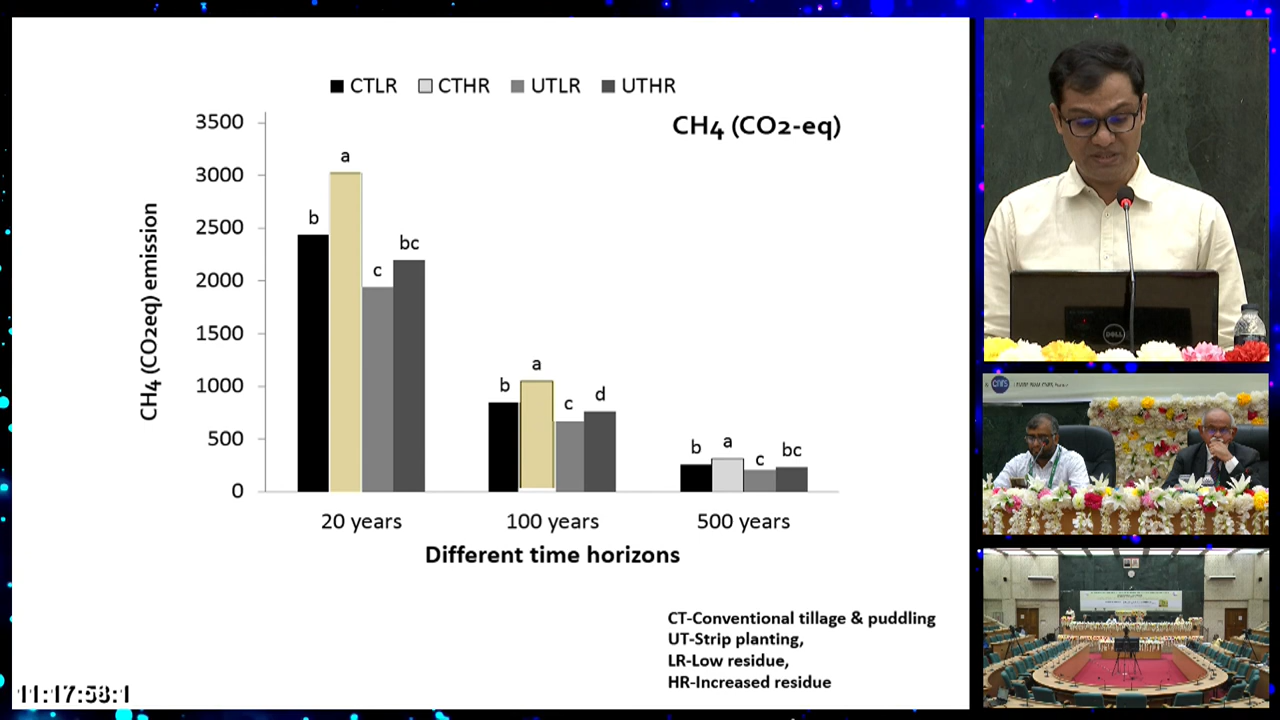 CTLR CTHR UTLR UTHR
CH4 (CO2-eq)
3500
3000
2500
2000
1500
1000
500
0
CH4 (CO2eq) emission
b a c bc
b a c d
b a c bc
20 years 100 years 500 years
Different time horizons
CT-Conventional tillage & puddling
UT-Strip planting,
LR-Low residue,
HR-Increased residue
11:17:58:1
DELL
cnrs